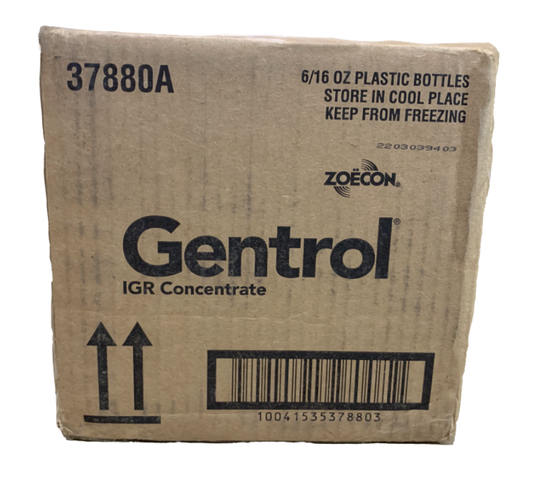 37880A
6/16 OZ PLASTIC BOTTLES
STORE IN COOL PLACE
KEEP FROM FREEZING
2203039403
ZOËCON®
Gentrol®
IGR Concentrate
10041535378803